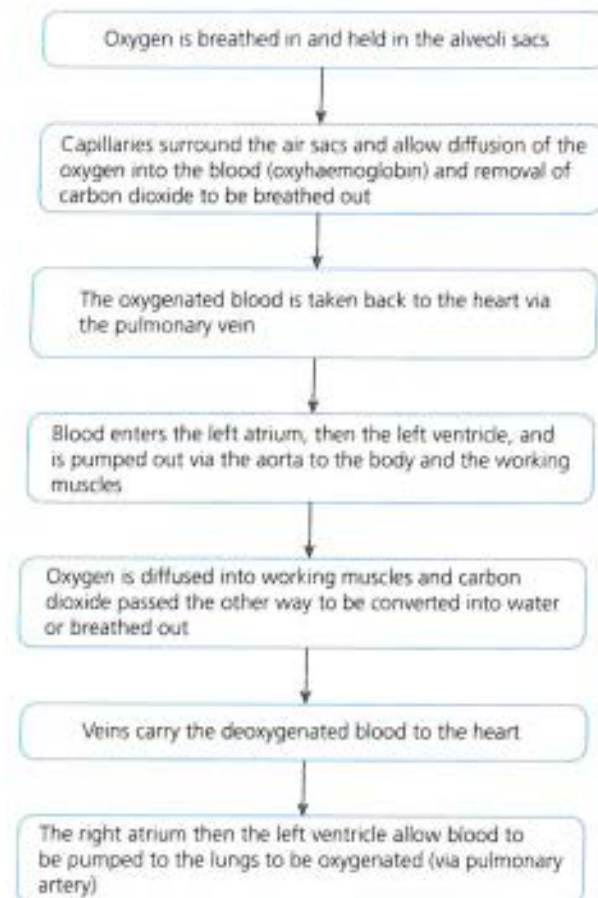 Oxygen is breathed in and held in the alveoli sacs
Capillaries surround the air sacs and allow diffusion of the
oxygen into the blood (oxyhaemoglobin) and removal of
carbon dioxide to be breathed out
The oxygenated blood is taken back to the heart via
the pulmonary vein
Blood enters the left atrium, then the left ventricle, and
is pumped out via the aorta to the body and the working
muscles
Oxygen is diffused into working muscles and carbon
dioxide passed the other way to be converted into water
or breathed out
Veins carry the deoxygenated blood to the heart
The right atrium then the left ventricle allow blood to
be pumped to the lungs to be oxygenated (via pulmonary
artery)